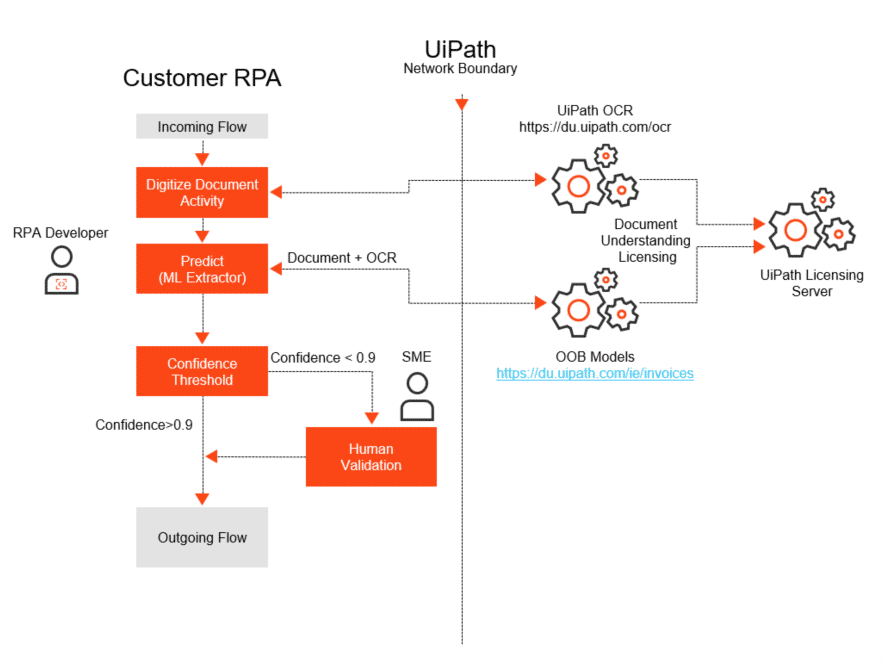 UiPath
Network Boundary
Customer RPA
UiPath OCR
https://du.uipath.com/ocr
Incoming Flow
Digitize Document
Activity
RPA Developer
Predict
(ML Extractor)
Document + OCR
Document
Understanding
Licensing
UiPath Licensing
Server
Confidence
Threshold
Confidence < 0.9
SME
OOB Models
https://du.uipath.com/ie/invoices
Confidence>0.9
Human
Validation
Outgoing Flow